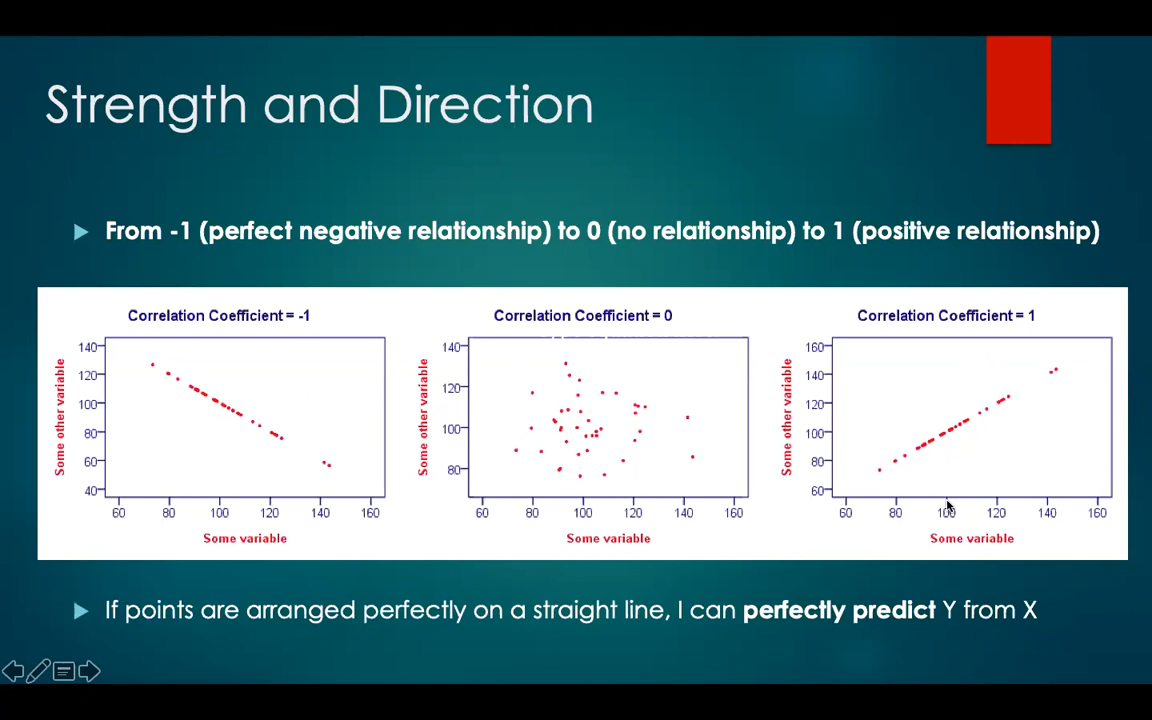 Strength and Direction
From -1 (perfect negative relationship) to 0 (no relationship) to 1 (positive relationship)
Correlation Coefficient = -1
140
120
100
80
60
40
Some other variable
60 80 100 120 140 160
Some variable
Correlation Coefficient = 0
140
120
100
80
Some other variable
60 80 100 120 140 160
Some variable
Correlation Coefficient = 1
160
140
120
100
80
60
Some other variable
60 80 100 120 140 160
Some variable
If points are arranged perfectly on a straight line, I can perfectly predict Y from X